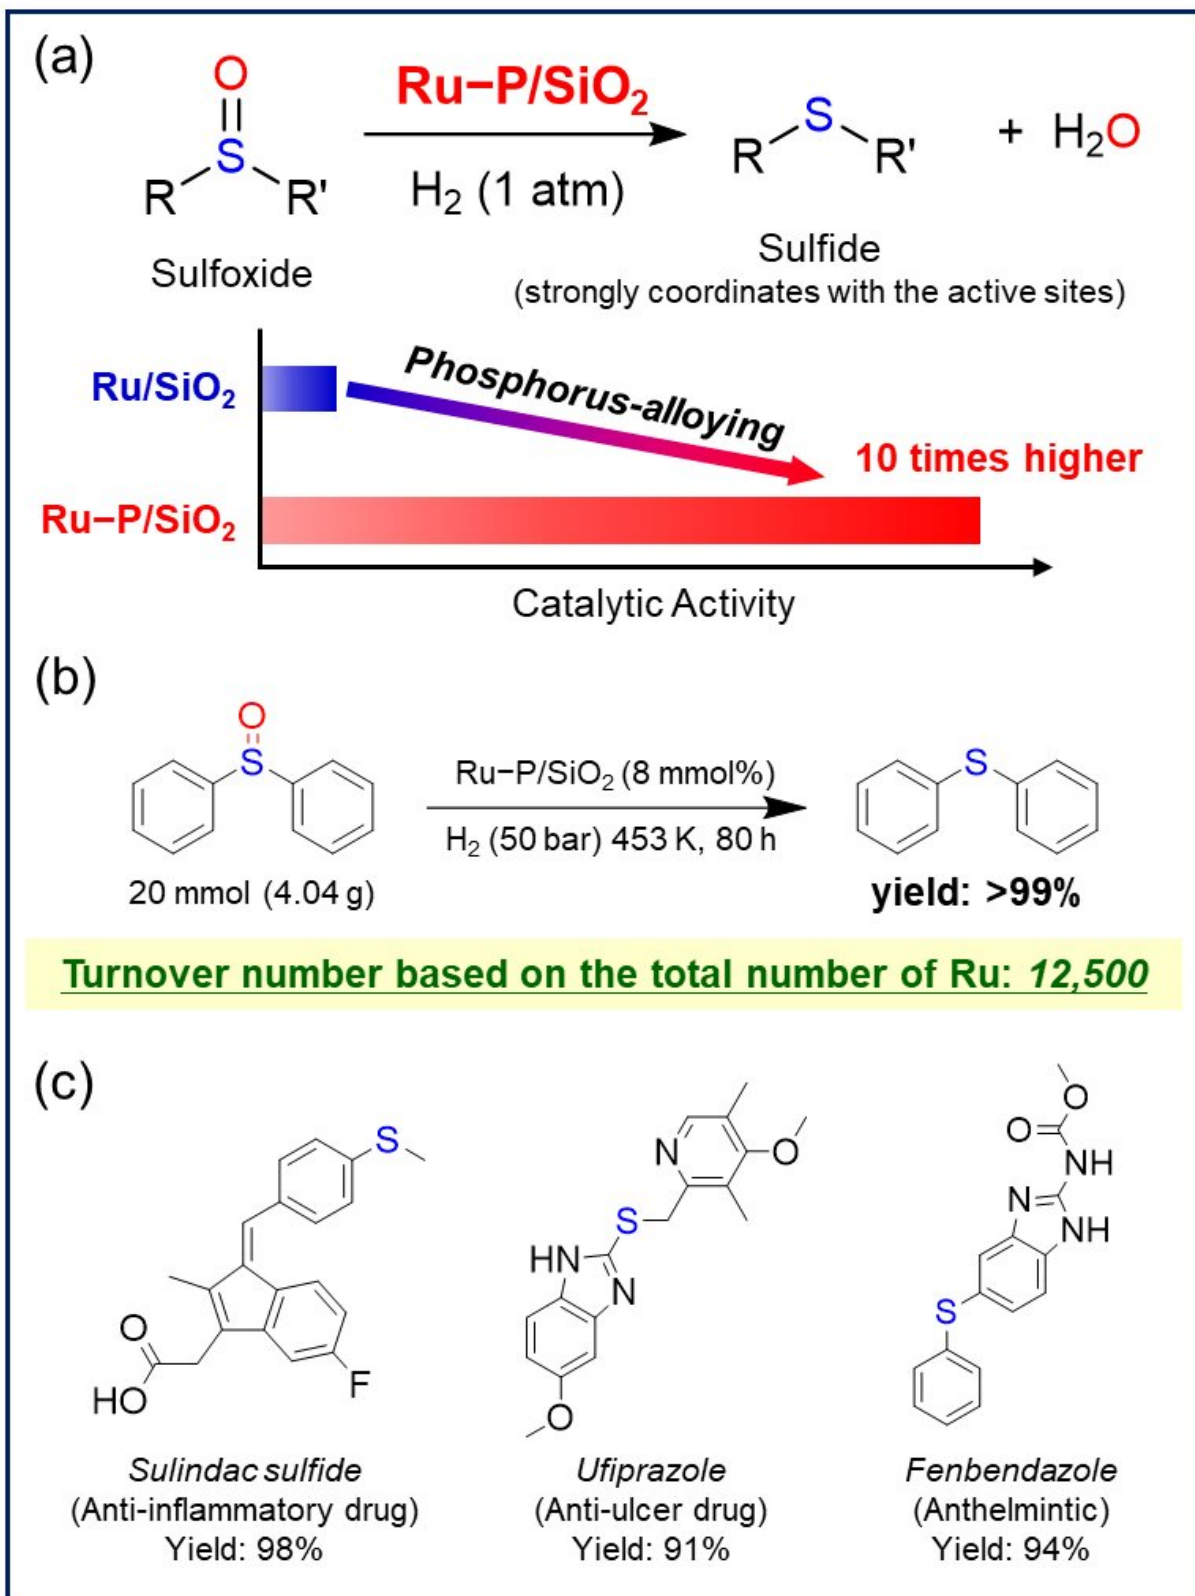 (a)
O
S
R
R'
Sulfoxide
Ru−P/SiO₂
H₂ (1 atm)
S
R
R'
+ H₂O
Sulfide
(strongly coordinates with the active sites)
Ru/SiO₂
Phosphorus-alloying
10 times higher
Ru−P/SiO₂
Catalytic Activity
(b)
O
S
20 mmol (4.04 g)
Ru−P/SiO₂ (8 mmol%)
H₂ (50 bar) 453 K, 80 h
S
yield: >99%
Turnover number based on the total number of Ru: 12,500
(c)
S
O
HO
F
Sulindac sulfide
(Anti-inflammatory drug)
Yield: 98%
N
O
S
HN
N
O
Ufiprazole
(Anti-ulcer drug)
Yield: 91%
O
O
NH
N
NH
S
Fenbendazole
(Anthelmintic)
Yield: 94%